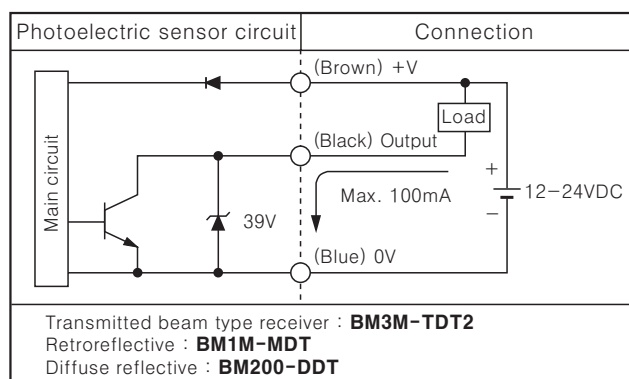 Photoelectric sensor circuit
Connection
(Brown) +V
Load
(Black) Output
Main circuit
Max. 100mA
+
12-24VDC
-
39V
(Blue) 0V
Transmitted beam type receiver : BM3M-TDT2
Retroreflective : BM1M-MDT
Diffuse reflective : BM200-DDT